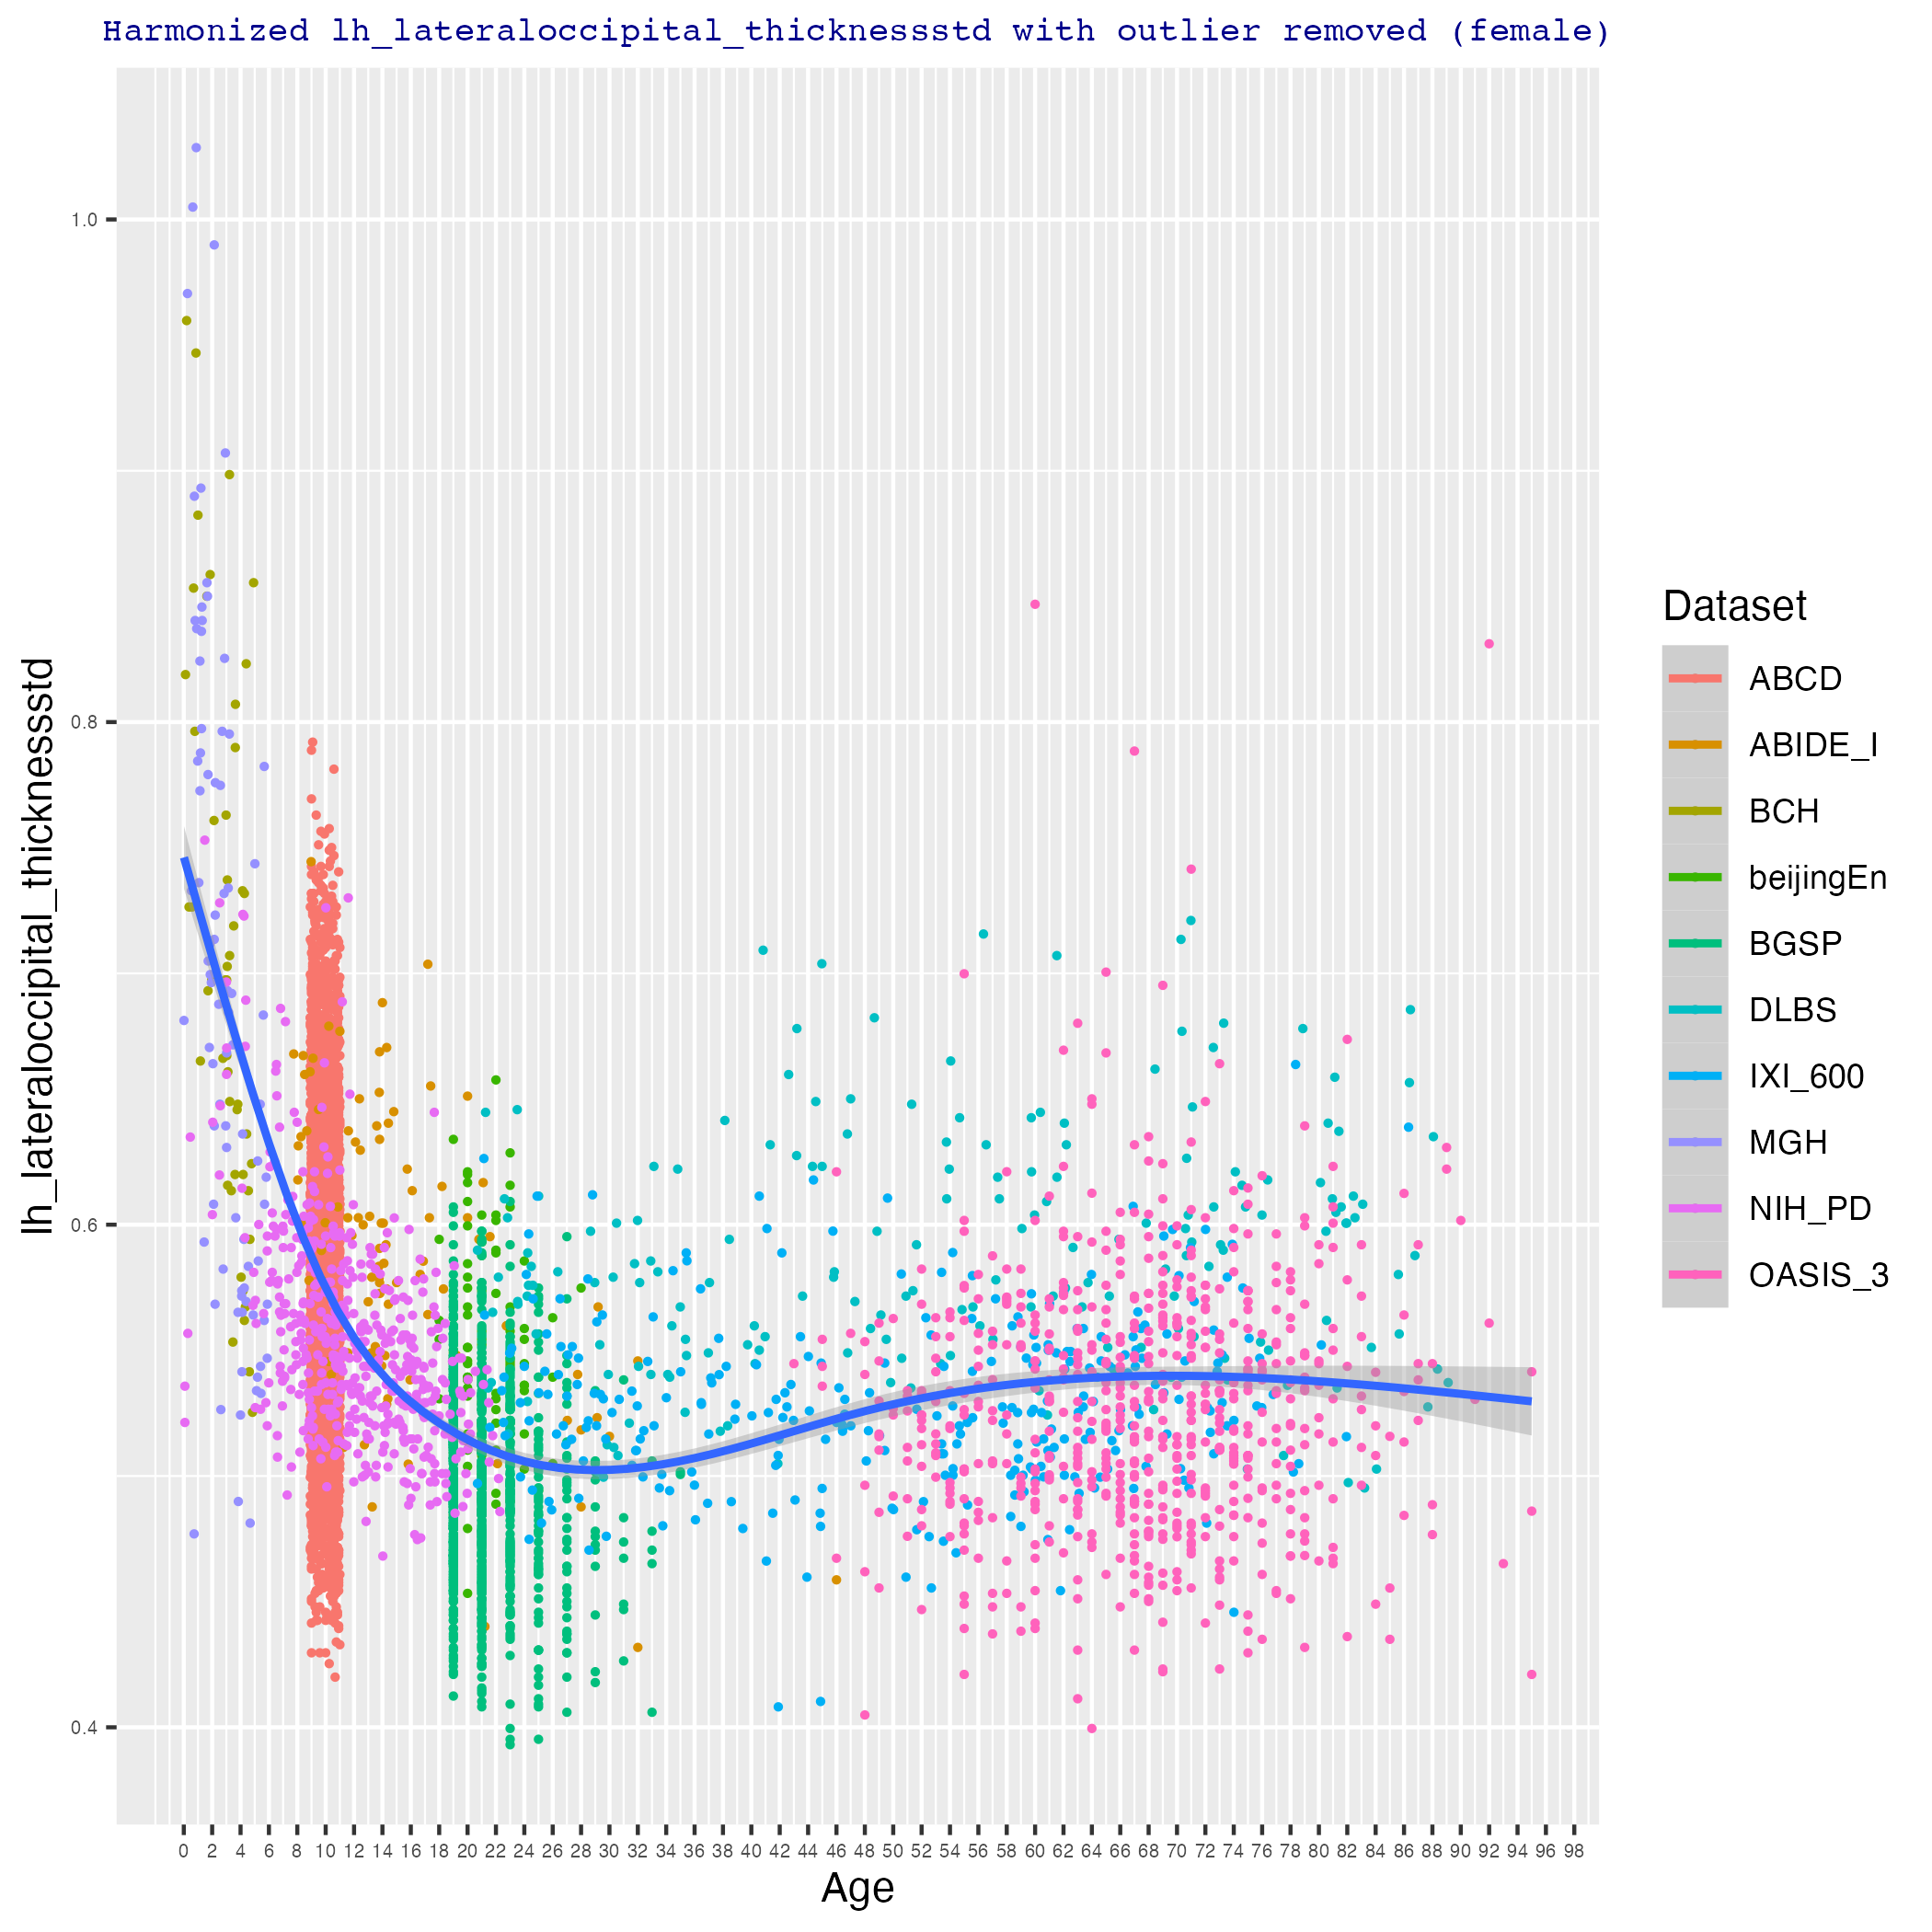 Harmonized lh_lateraloccipital_thicknessstd with outlier removed (female)
lh_lateraloccipital_thicknessstd
1.0
0.8
0.6
0.4
0 2 4 6 8 10 12 14 16 18 20 22 24 26 28 30 32 34 36 38 40 42 44 46 48 50 52 54 56 58 60 62 64 66 68 70 72 74 76 78 80 82 84 86 88 90 92 94 96 98
Age
Dataset
ABCD
ABIDE_I
BCH
beijingEn
BGSP
DLBS
IXI_600
MGH
NIH_PD
OASIS_3